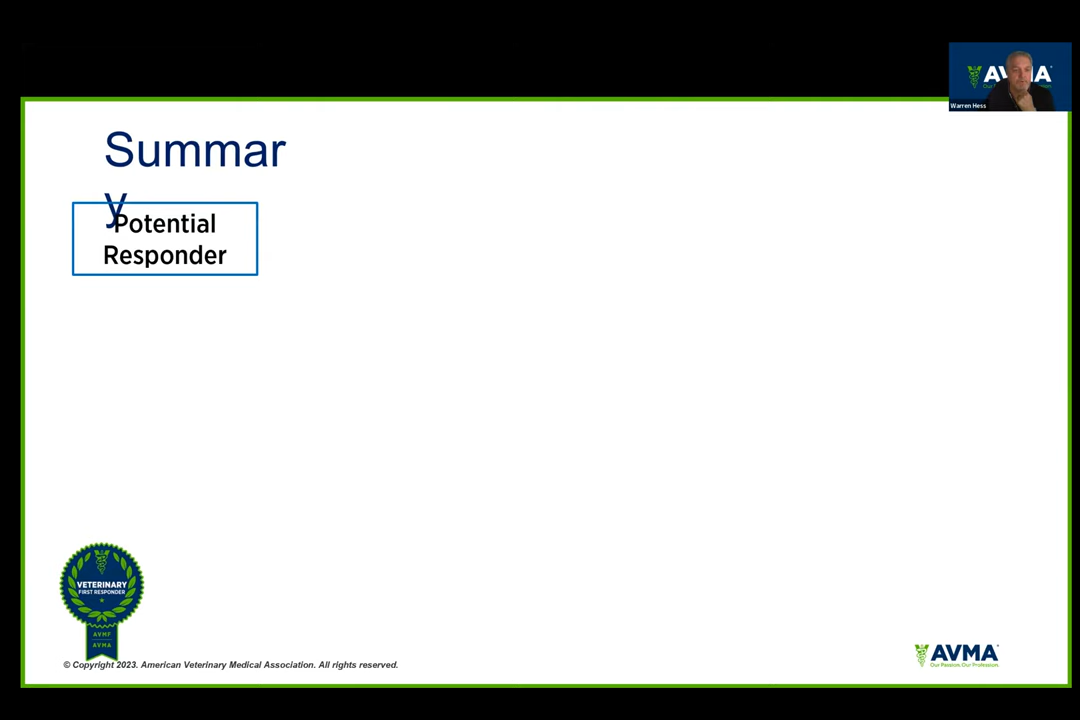 AVMA
Warren Hess
Summar
y
Potential
Responder
VETERINARY
FIRST RESPONDER
AVMF
AVMA
© Copyright 2023. American Veterinary Medical Association. All rights reserved.
AVMA
Our Passion. Our Profession.